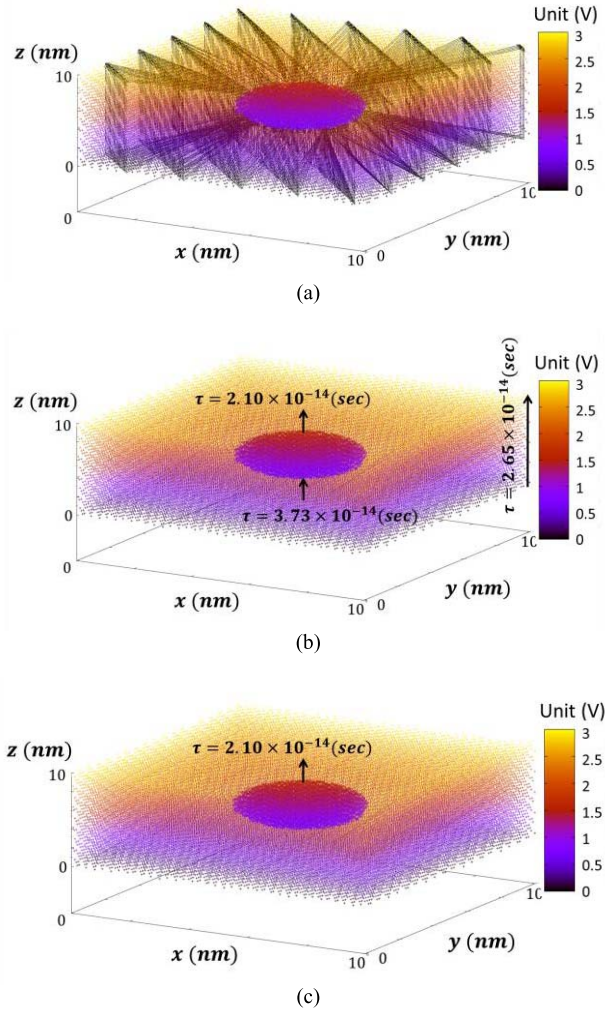 Unit (V)
z (nm)
10
0
0
x (nm)
10
0
y (nm)
10
3
2.5
2
1.5
1
0.5
0
(a)
Unit (V)
z (nm)
10
0
0
τ = 2.10 × 10⁻¹⁴(sec)
τ = 3.73 × 10⁻¹⁴(sec)
τ = 2.65 × 10⁻¹⁴(sec)
x (nm)
10
0
y (nm)
10
3
2.5
2
1.5
1
0.5
0
(b)
Unit (V)
z (nm)
10
0
0
τ = 2.10 × 10⁻¹⁴(sec)
x (nm)
10
0
y (nm)
10
3
2.5
2
1.5
1
0.5
0
(c)